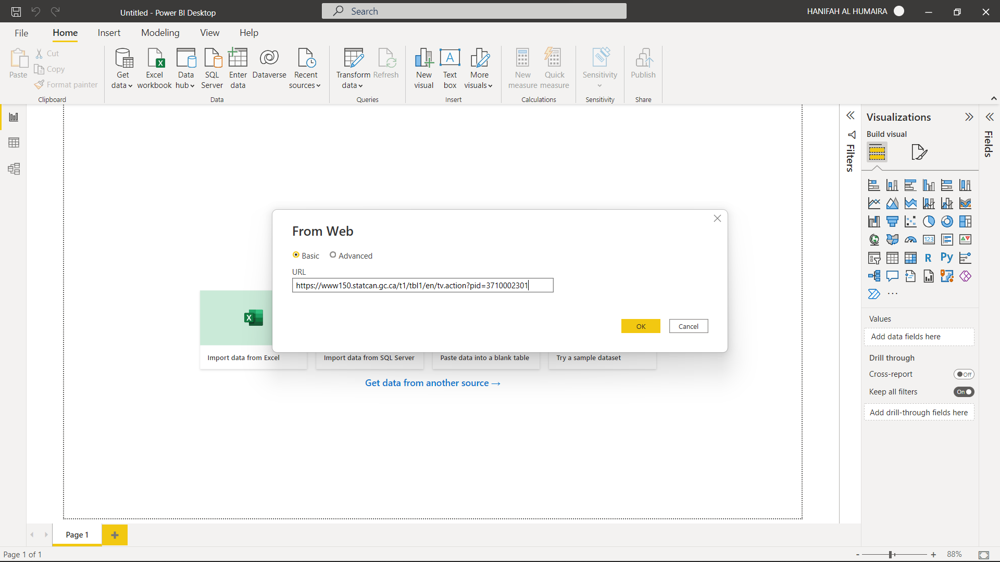 Untitled - Power BI Desktop
Search
HANIFAH AL HUMAIRA
File
Home
Insert
Modeling
View
Help
Paste
Cut
Copy
Format painter
Clipboard
Get data
Excel workbook
Data hub
SQL Server
Enter data
Dataverse
Recent sources
Data
Transform data
Refresh
Queries
New visual
Text box
More visuals
Insert
New measure
Quick measure
Calculations
Sensitivity
Sensitivity
Publish
Share
Filters
Visualizations
Build visual
Fields
123
R
Py
...
Values
Add data fields here
Drill through
Cross-report
Off
Keep all filters
On
Add drill-through fields here
From Web
Basic
Advanced
URL
https://www150.statcan.gc.ca/t1/tbl1/en/tv.action?pid=3710002301
OK
Cancel
Import data from Excel
Import data from SQL Server
Paste data into a blank table
Try a sample dataset
Get data from another source →
Page 1
Page 1 of 1
- + 88%